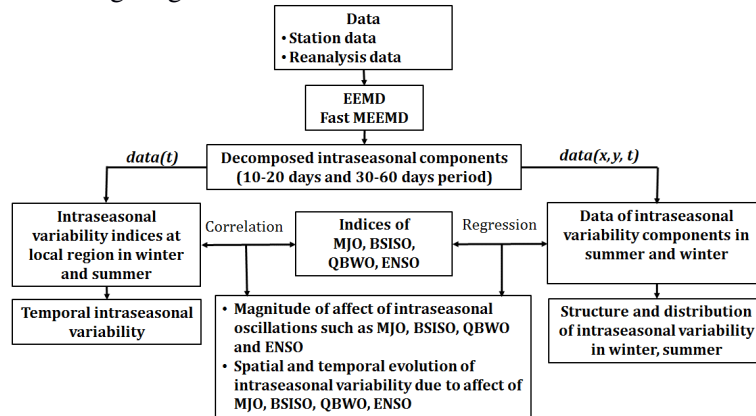 Data
• Station data
• Reanalysis data
EEMD
Fast MEEMD
data(t)
Decomposed intraseasonal components
(10-20 days and 30-60 days period)
data(x,y, t)
Intraseasonal
variability indices at
local region in winter
and summer
Correlation
Indices of
MJO, BSISO,
QBWO, ENSO
Regression
Data of intraseasonal
variability components in
summer and winter
Temporal intraseasonal
variability
• Magnitude of affect of intraseasonal
oscillations such as MJO, BSISO, QBWO
and ENSO
• Spatial and temporal evolution of
intraseasonal variability due to affect of
MJO, BSISO, QBWO, ENSO
Structure and distribution
of intraseasonal variability
in winter, summer